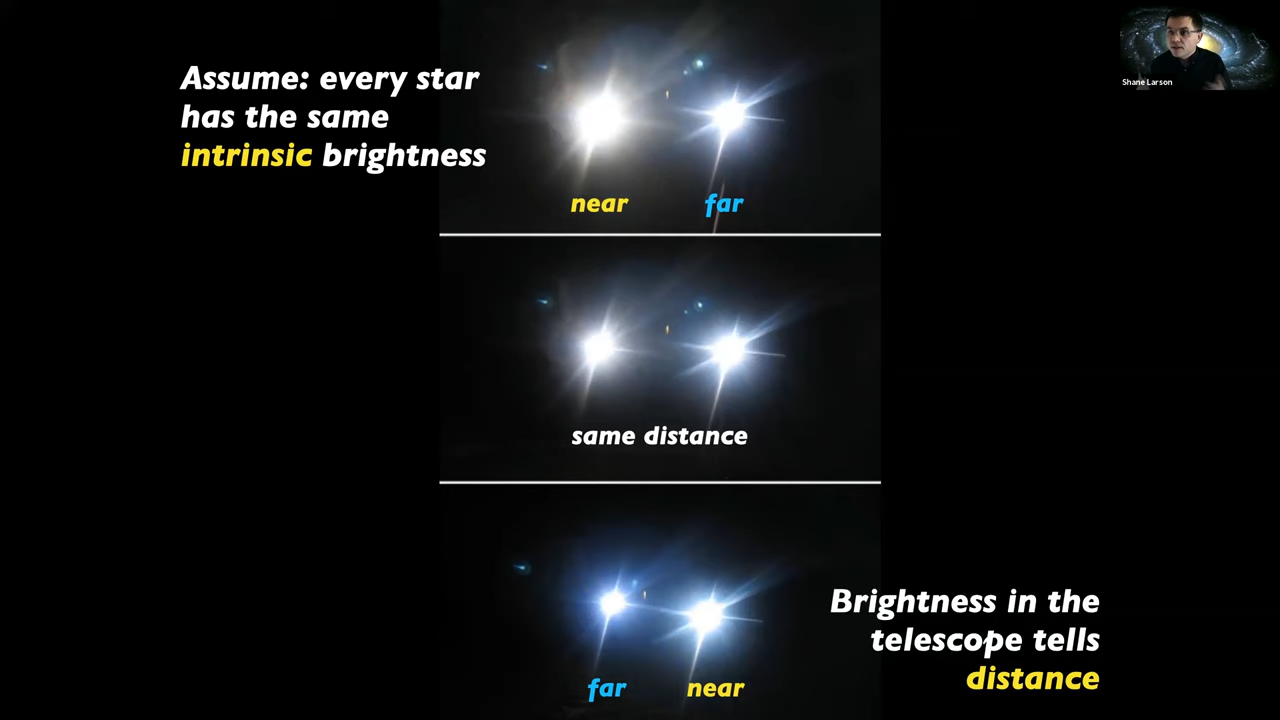 Assume: every star
has the same
intrinsic brightness
Shane Larson
near far
same distance
far near
Brightness in the
telescope tells
distance